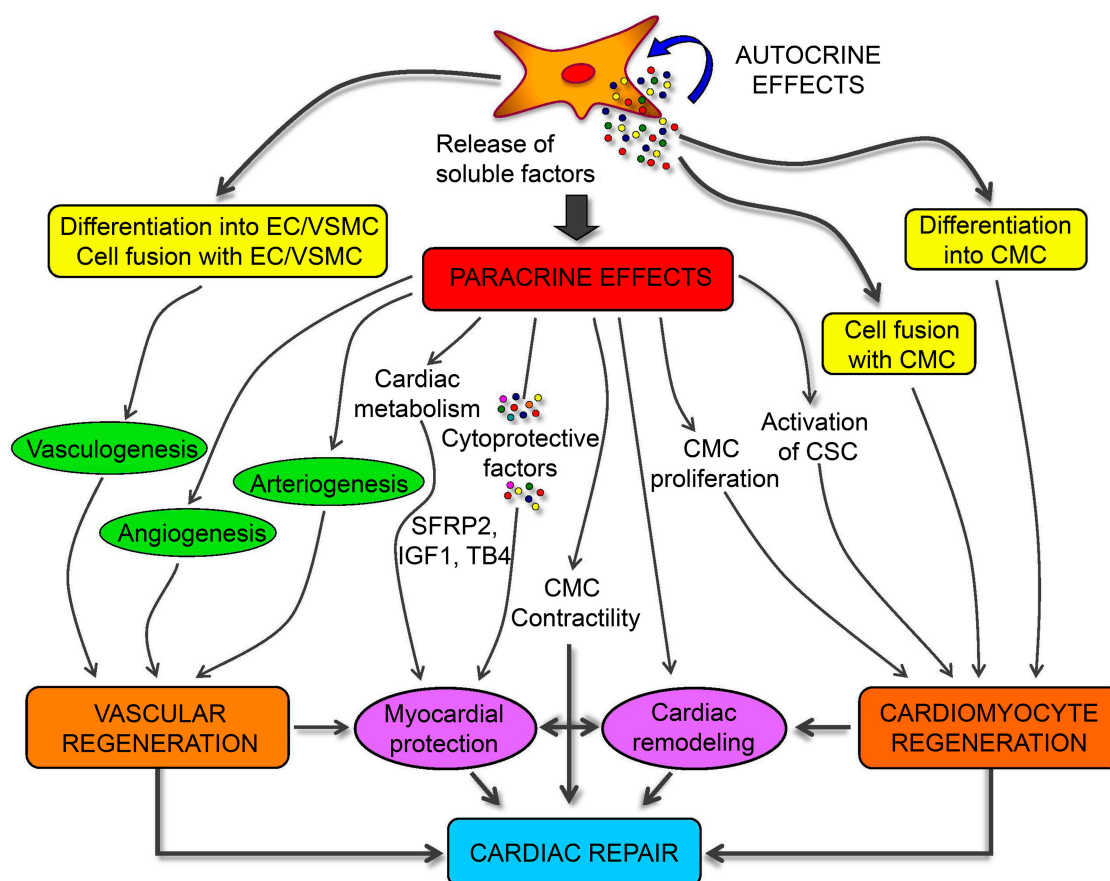 AUTOCRINE
EFFECTS
Release of
soluble factors
Differentiation into EC/VSMC
Cell fusion with EC/VSMC
Differentiation
into CMC
PARACRINE EFFECTS
Cell fusion
with CMC
Cardiac
metabolism
Cytoprotective
factors
CMC
proliferation
Activation
of CSC
Vasculogenesis
Arteriogenesis
Angiogenesis
SFRP2,
IGF1, TB4
CMC
Contractility
VASCULAR
REGENERATION
Myocardial
protection
Cardiac
remodeling
CARDIOMYOCYTE
REGENERATION
CARDIAC REPAIR